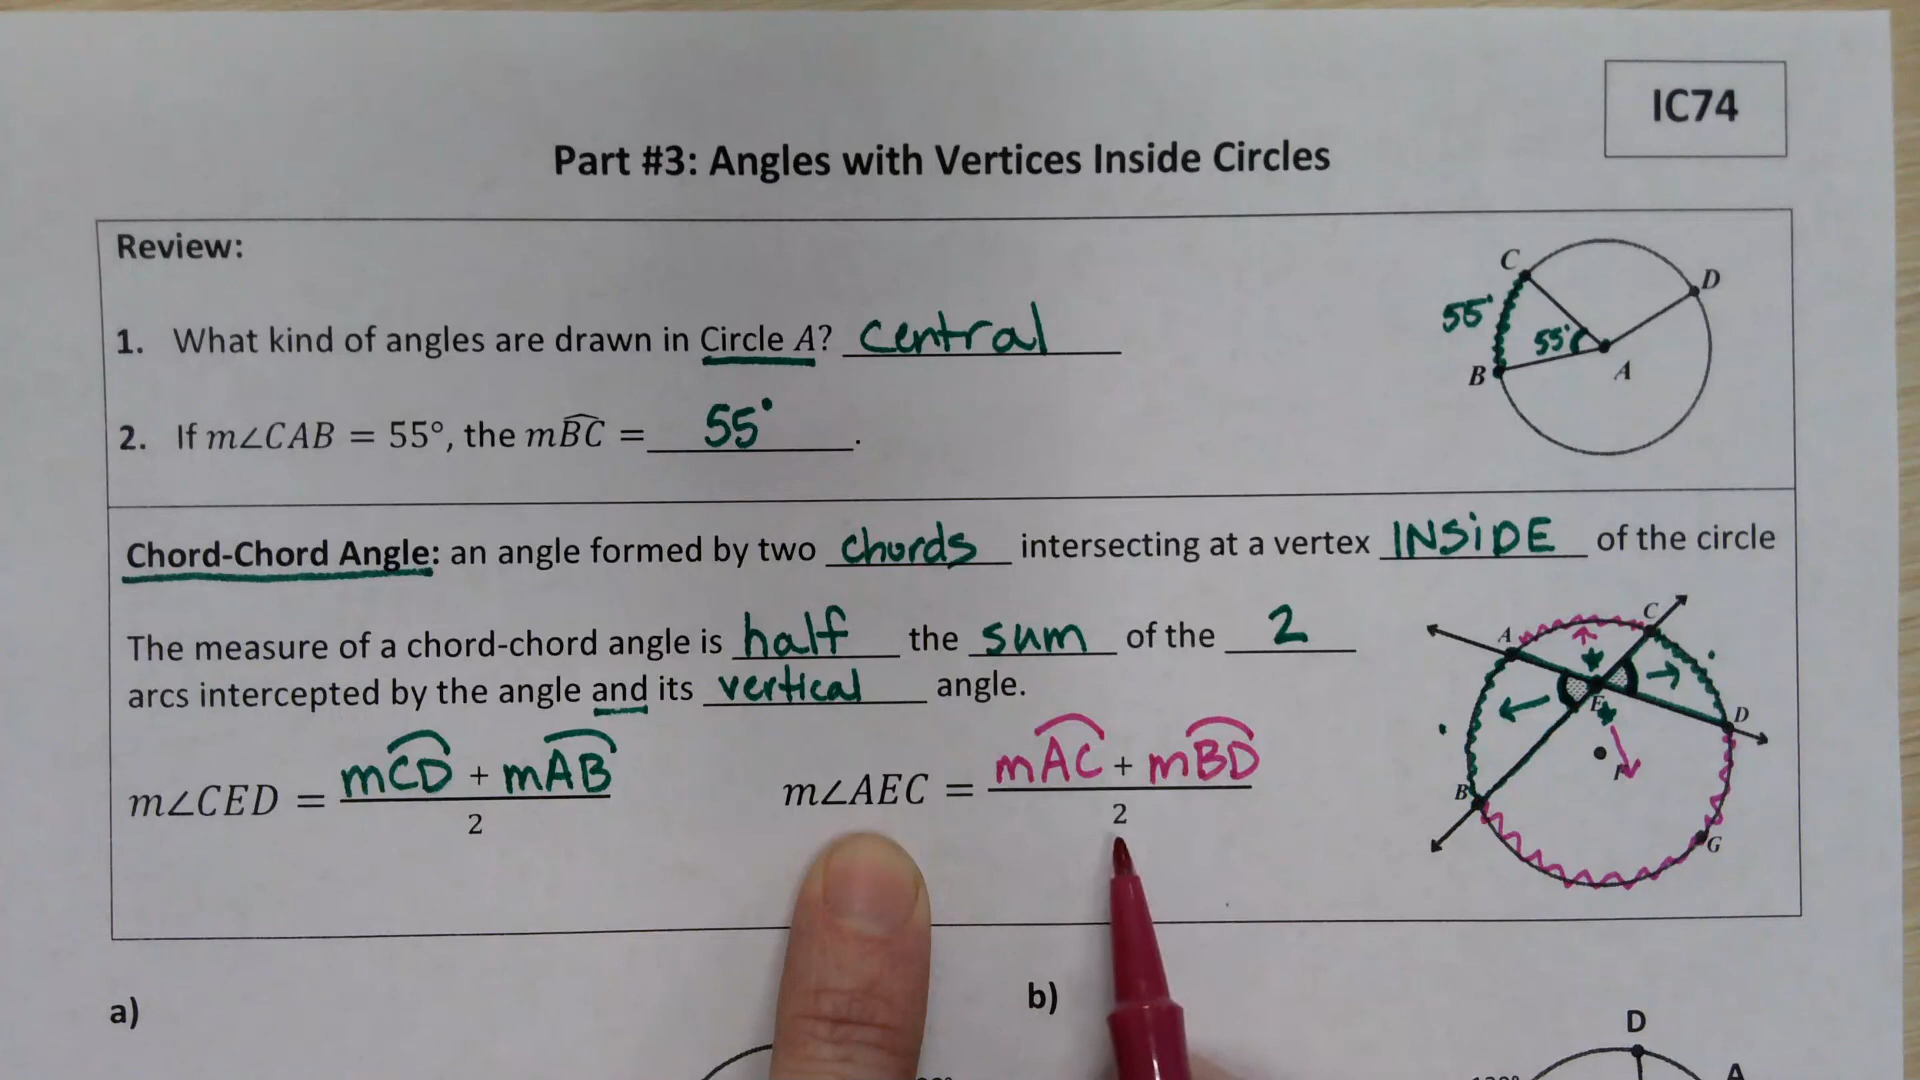 IC74
Part #3: Angles with Vertices Inside Circles
Review:
1. What kind of angles are drawn in Circle A? central
2. If m∠CAB = 55°, the mB͡C = 55°.
C
D
55°
55°
B
A
Chord-Chord Angle: an angle formed by two chords intersecting at a vertex INSiDE of the circle
The measure of a chord-chord angle is half the sum of the 2
arcs intercepted by the angle and its vertical angle.
m∠CED = mC͡D + mA͡B / 2
m∠AEC = mA͡C + mB͡D / 2
A
C
E
D
B
G
a)
b)
D
A